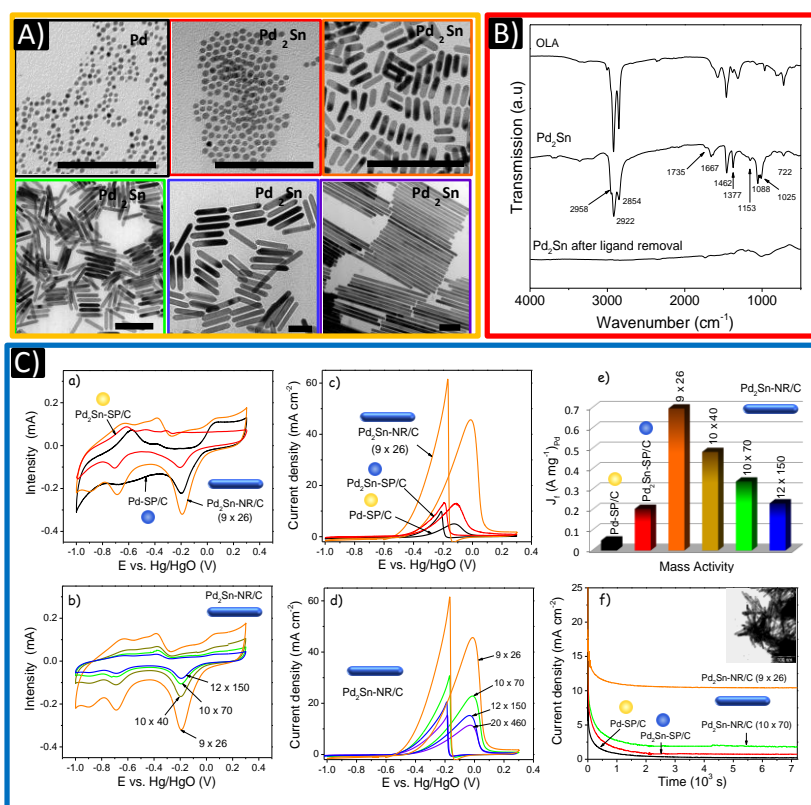 A)
Pd
Pd2Sn
Pd2Sn
Pd2Sn
Pd2Sn
Pd2Sn
B)
OLA
Pd2Sn
1735
1667
1462
1377
1153
1088
1025
722
2958
2854
2922
Pd2Sn after ligand removal
Transmission (a.u)
4000 3000 2000 1000
Wavenumber (cm-1)
C)
a)
Pd2Sn-SP/C
Pd-SP/C
Pd2Sn-NR/C
(9 x 26)
Intensity (mA)
0.2
0.0
-0.2
-0.4
-1.0 -0.8 -0.6 -0.4 -0.2 0.0 0.2 0.4
E vs. Hg/HgO (V)
b)
Pd2Sn-NR/C
12 x 150
10 x 70
10 x 40
9 x 26
Intensity (mA)
0.2
0.0
-0.2
-0.4
-1.0 -0.8 -0.6 -0.4 -0.2 0.0 0.2 0.4
E vs. Hg/HgO (V)
c)
Pd2Sn-NR/C
(9 x 26)
Pd2Sn-SP/C
Pd-SP/C
Current density (mA cm-2)
60
40
20
0
-1.0 -0.8 -0.6 -0.4 -0.2 0.0 0.2 0.4
E vs. Hg/HgO (V)
d)
Pd2Sn-NR/C
9 x 26
10 x 70
12 x 150
20 x 460
Current density (mA cm-2)
60
40
20
0
-1.0 -0.8 -0.6 -0.4 -0.2 0.0 0.2 0.4
E vs. Hg/HgO (V)
e)
Pd2Sn-NR/C
Jf (A mg-1)Pd
0.7
0.6
0.5
0.4
0.3
0.2
0.1
0
Pd-SP/C
Pd2Sn-SP/C
9 x 26
10 x 40
10 x 70
12 x 150
Mass Activity
f)
Pd2Sn-NR/C (9 x 26)
Pd-SP/C
Pd2Sn-SP/C
Pd2Sn-NR/C (10 x 70)
Current density (mA cm-2)
25
20
15
10
5
0
0 1 2 3 4 5 6 7
Time (103 s)